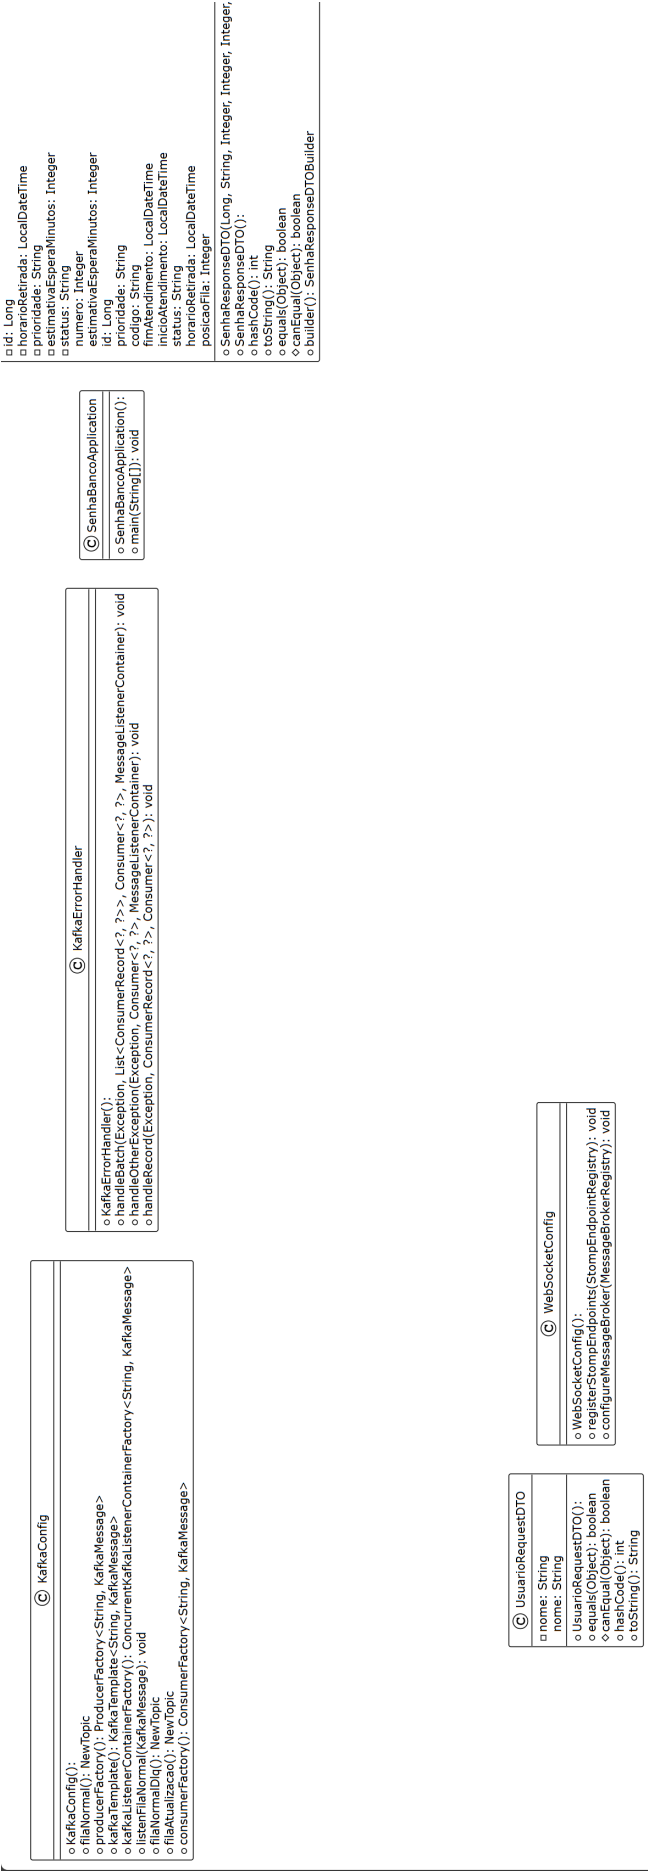 □ id: Long
□ horarioRetirada: LocalDateTime
□ prioridade: String
□ estimativaEsperaMinutos: Integer
□ status: String
numero: Integer
estimativaEsperaMinutos: Integer
id: Long
prioridade: String
codigo: String
fimAtendimento: LocalDateTime
inicioAtendimento: LocalDateTime
status: String
horarioRetirada: LocalDateTime
posicaoFila: Integer
○ SenhaResponseDTO(Long, String, Integer, Integer, Integer,
○ SenhaResponseDTO():
○ hashCode(): int
○ toString(): String
○ equals(Object): boolean
◇ canEqual(Object): boolean
○ builder(): SenhaResponseDTOBuilder
C SenhaBancoApplication
○ SenhaBancoApplication():
○ main(String[]): void
C KafkaErrorHandler
○ KafkaErrorHandler():
○ handleBatch(Exception, List<ConsumerRecord<?, ?>>, Consumer<?, ?>, MessageListenerContainer): void
○ handleOtherException(Exception, Consumer<?, ?>, MessageListenerContainer): void
○ handleRecord(Exception, ConsumerRecord<?, ?>, Consumer<?, ?>): void
C KafkaConfig
○ KafkaConfig():
○ filaNormal(): NewTopic
○ producerFactory(): ProducerFactory<String, KafkaMessage>
○ kafkaTemplate(): KafkaTemplate<String, KafkaMessage>
○ kafkaListenerContainerFactory(): ConcurrentKafkaListenerContainerFactory<String, KafkaMessage>
○ listenFilaNormal(KafkaMessage): void
○ filaNormalDlq(): NewTopic
○ filaAtualizacao(): NewTopic
○ consumerFactory(): ConsumerFactory<String, KafkaMessage>
C WebSocketConfig
○ WebSocketConfig():
○ registerStompEndpoints(StompEndpointRegistry): void
○ configureMessageBroker(MessageBrokerRegistry): void
C UsuarioRequestDTO
□ nome: String
nome: String
○ UsuarioRequestDTO():
○ equals(Object): boolean
◇ canEqual(Object): boolean
○ hashCode(): int
○ toString(): String